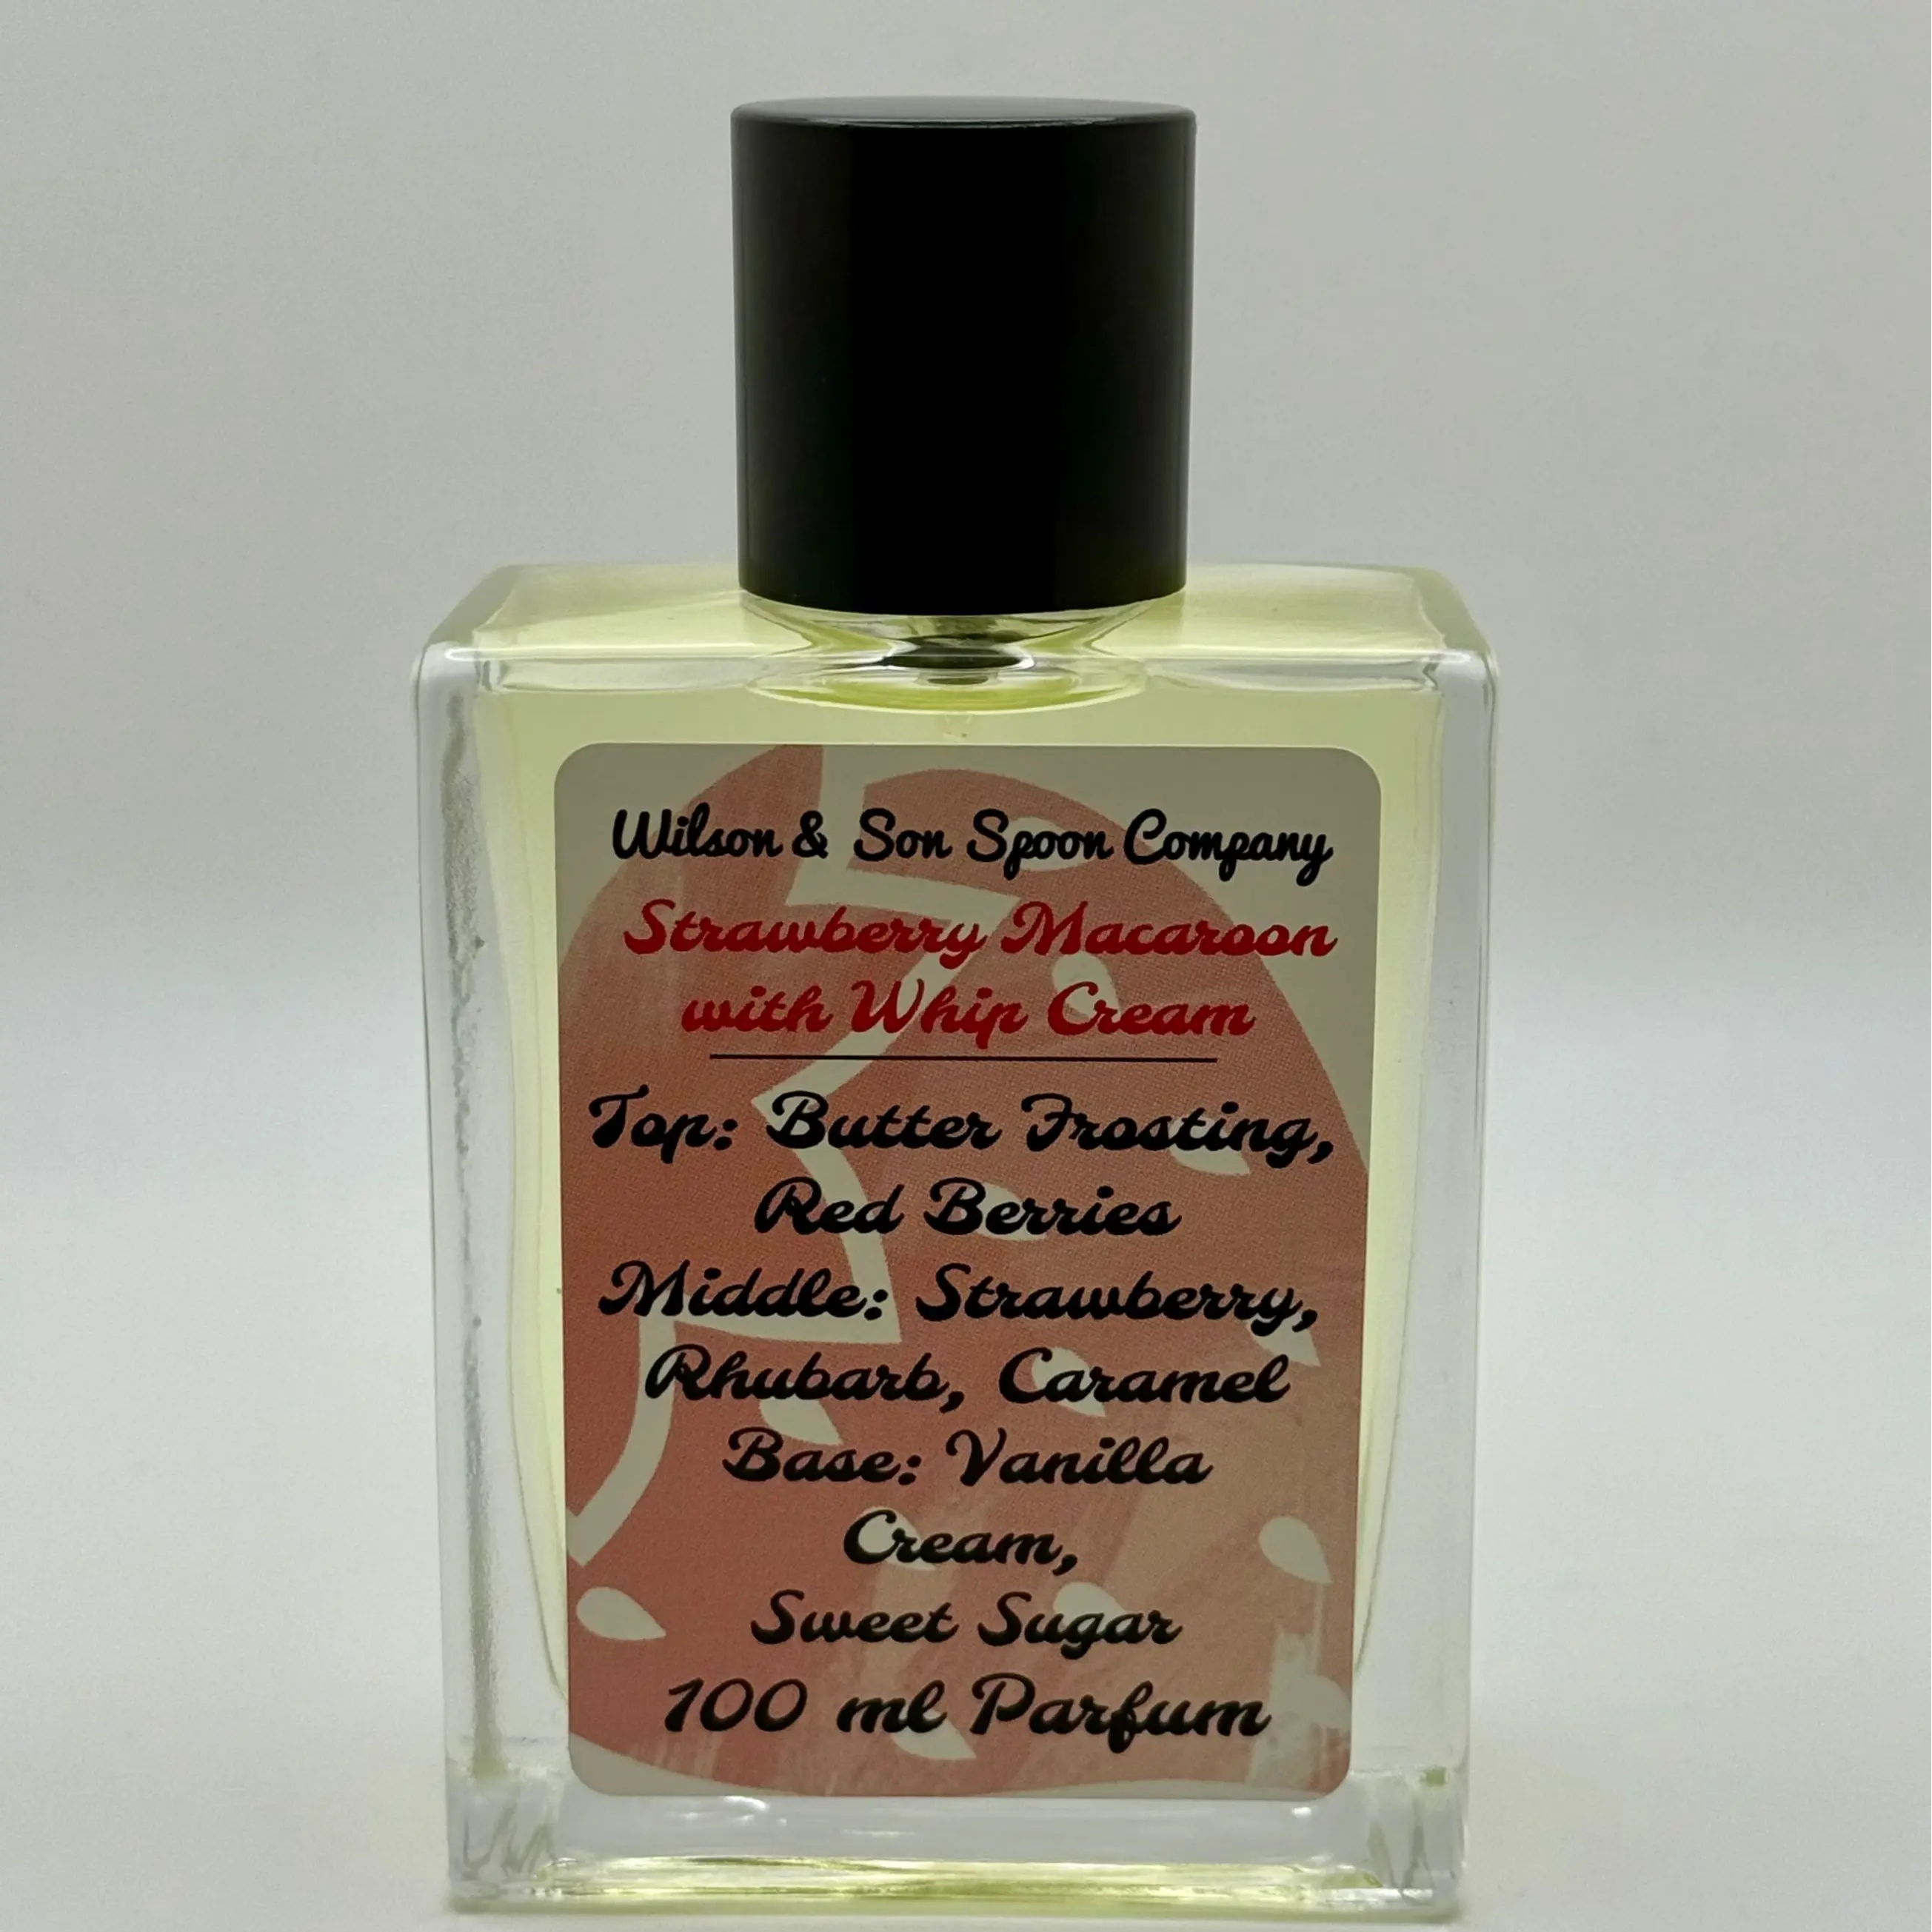 Wilson & Son Spoon Company
Strawberry Macaroon
with Whip Cream
Top: Butter Frosting,
Red Berries
Middle: Strawberry,
Rhubarb, Caramel
Base: Vanilla
Cream,
Sweet Sugar
100 ml Parfum